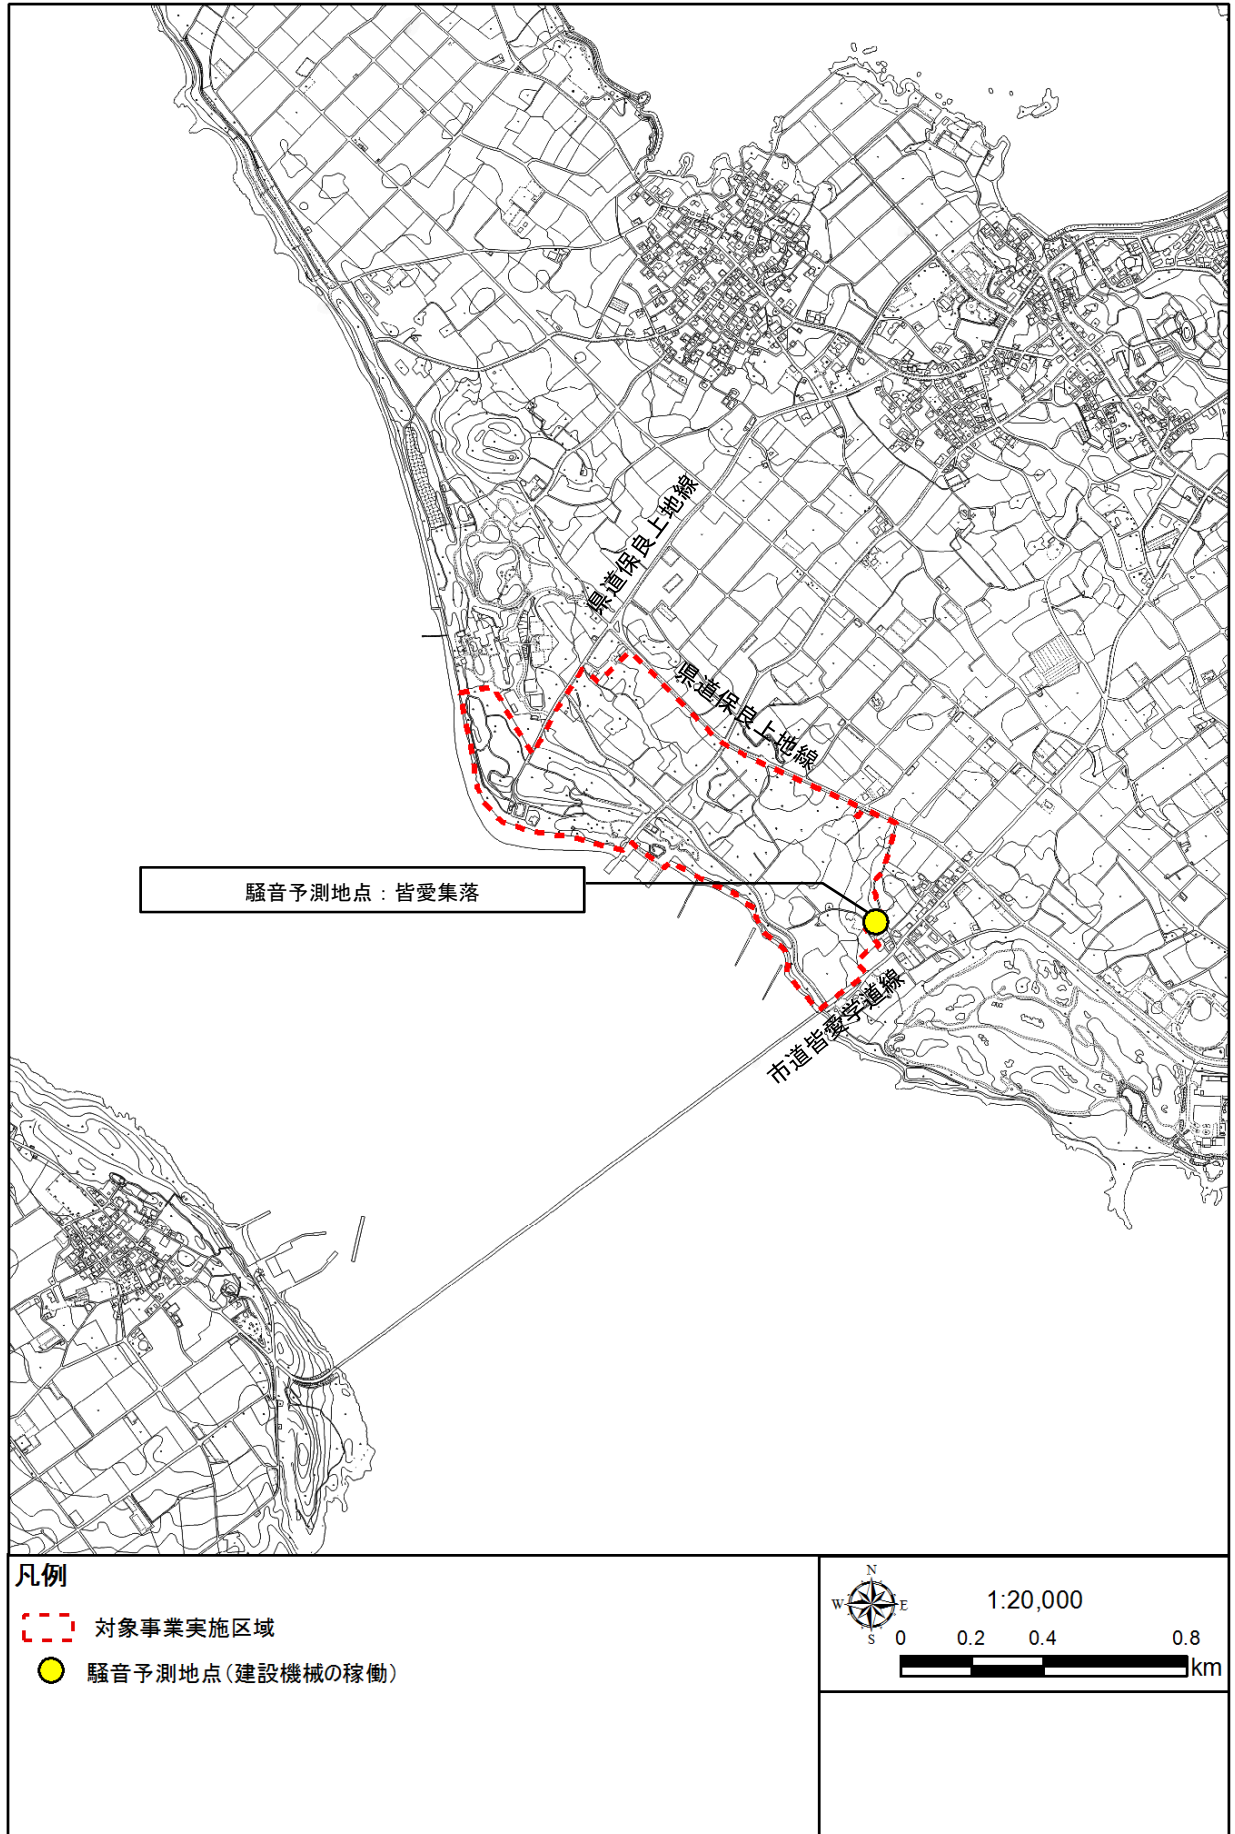 県道保良上地線
県道保良上地線
騒音予測地点：皆愛集落
市道皆愛学道線
凡例
対象事業実施区域
騒音予測地点（建設機械の稼働）
N
W
E
S
1:20,000
0 0.2 0.4 0.8
km